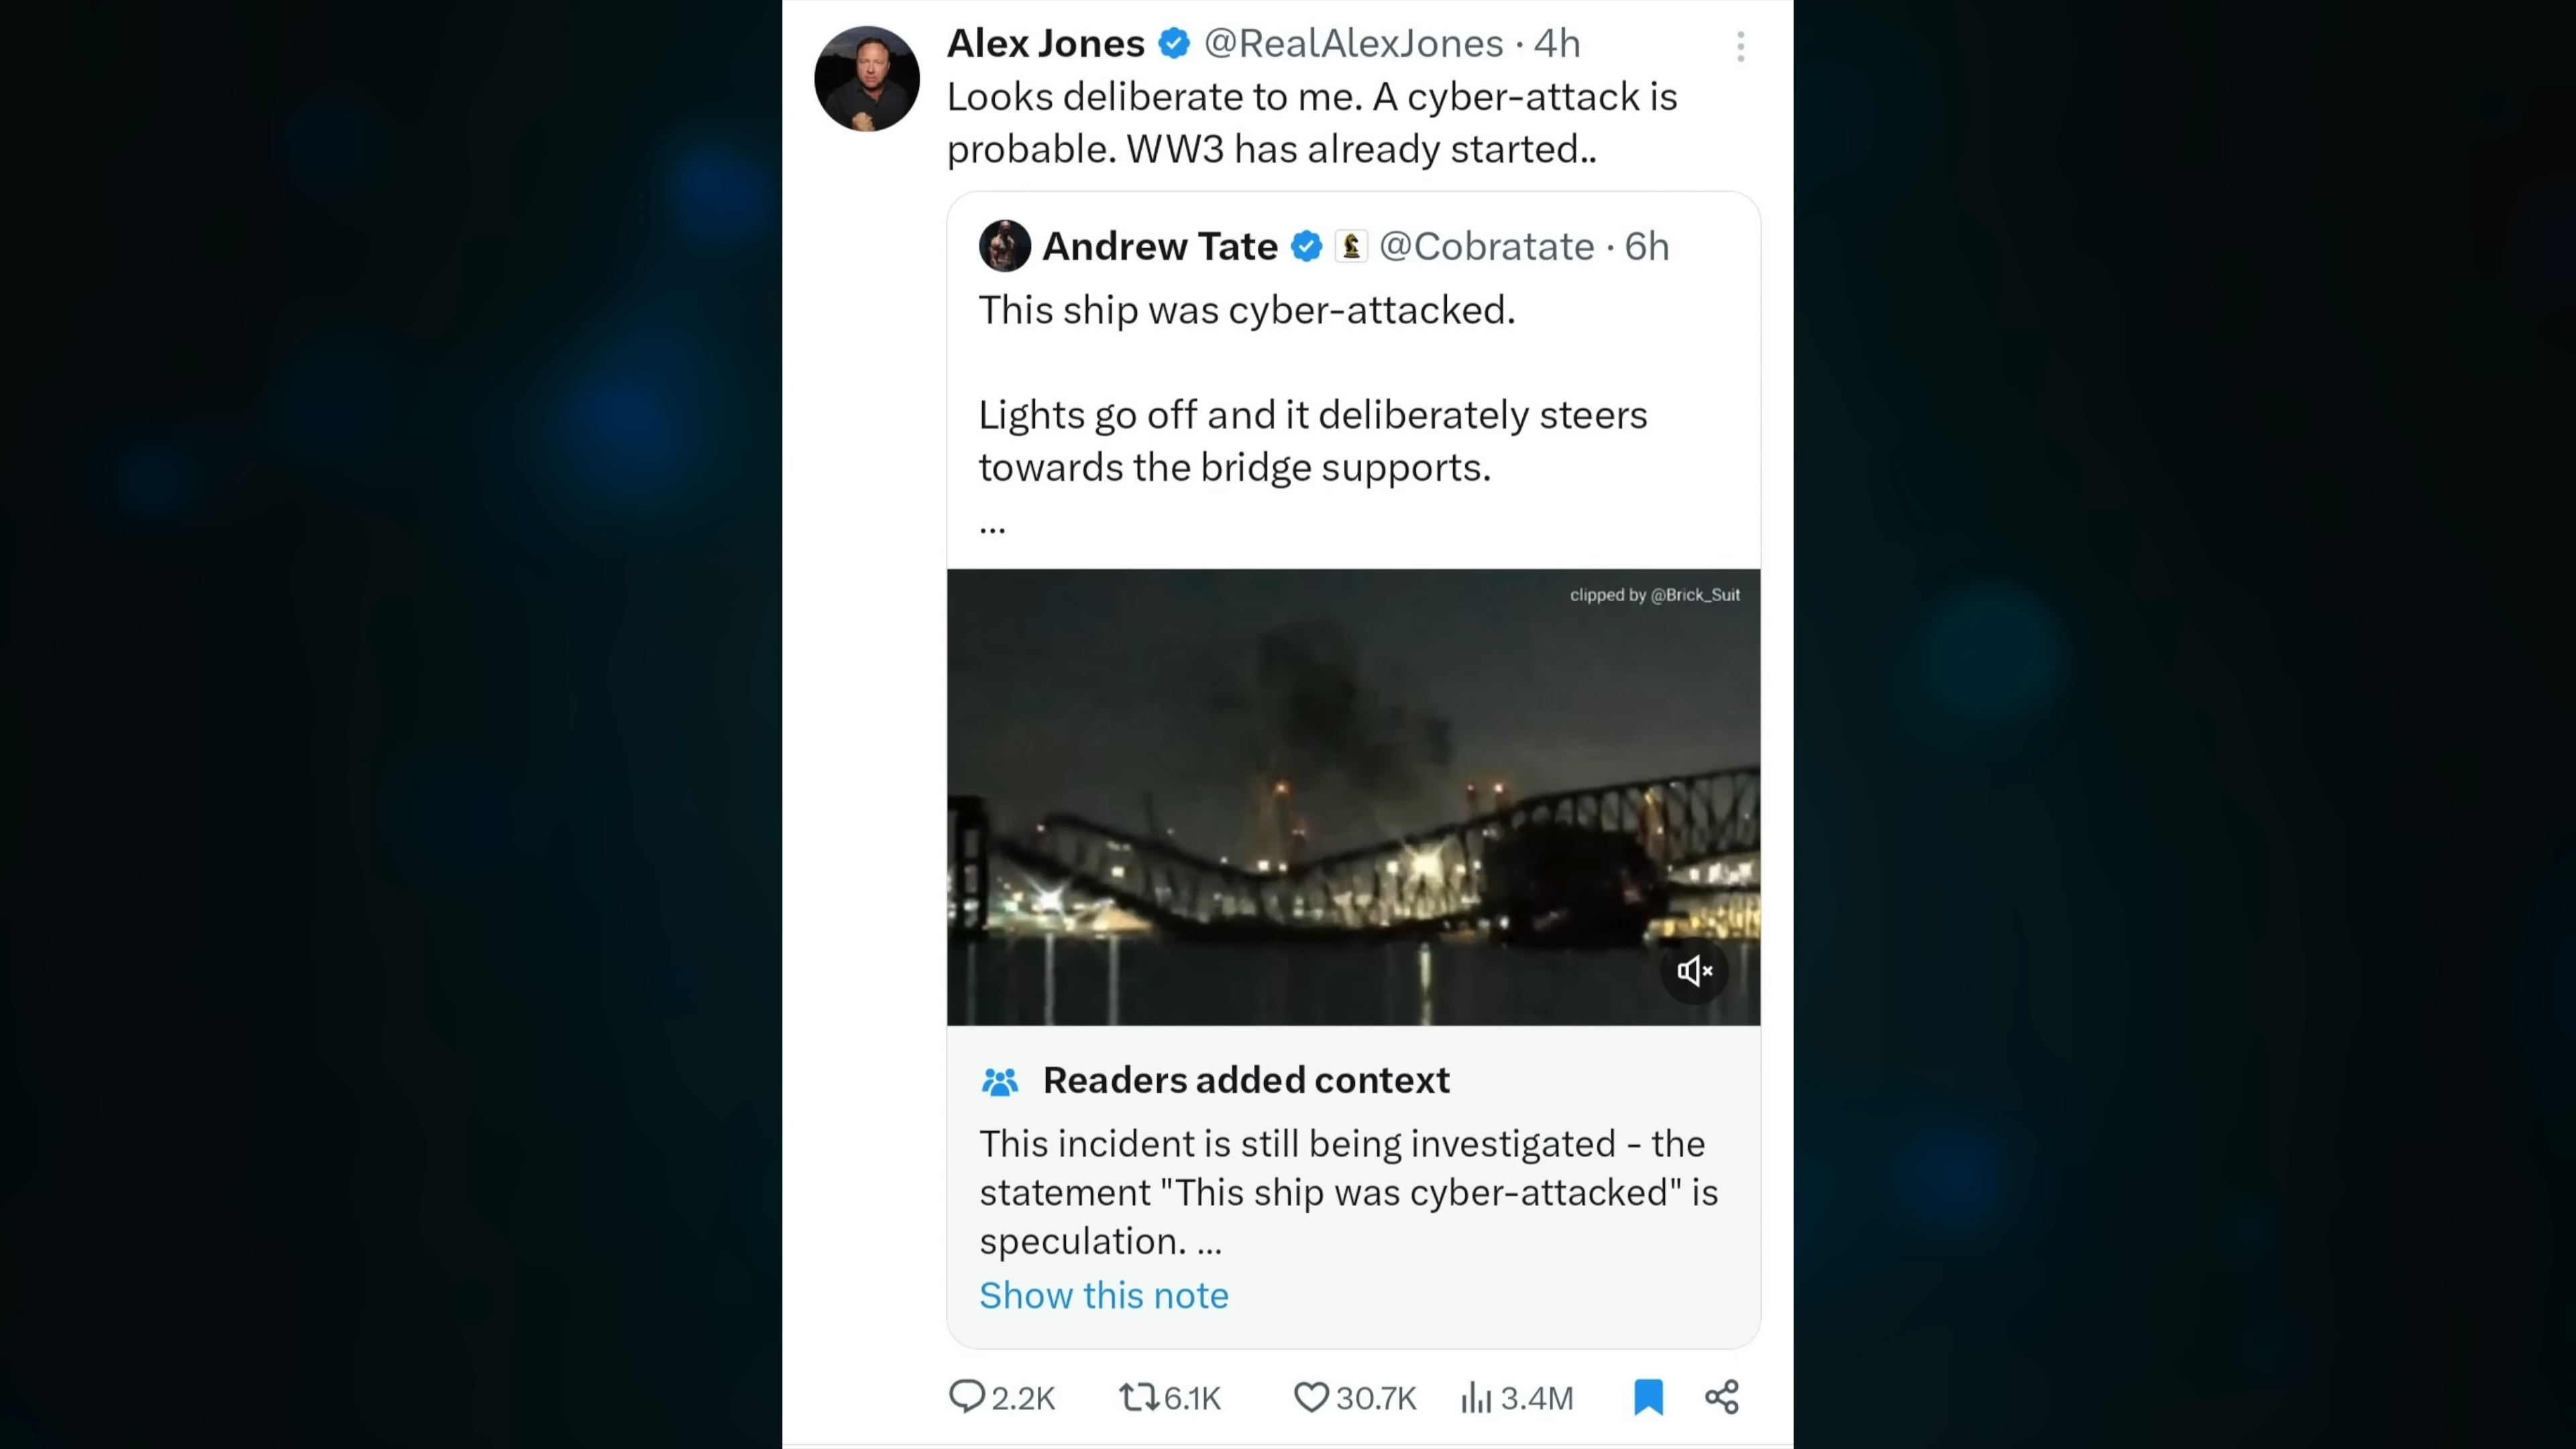 Alex Jones @RealAlexJones · 4h
Looks deliberate to me. A cyber-attack is
probable. WW3 has already started..
Andrew Tate @Cobratate · 6h
This ship was cyber-attacked.
Lights go off and it deliberately steers
towards the bridge supports.
...
clipped by @Brick_Suit
Readers added context
This incident is still being investigated - the
statement "This ship was cyber-attacked" is
speculation. ...
Show this note
2.2K 6.1K 30.7K 3.4M